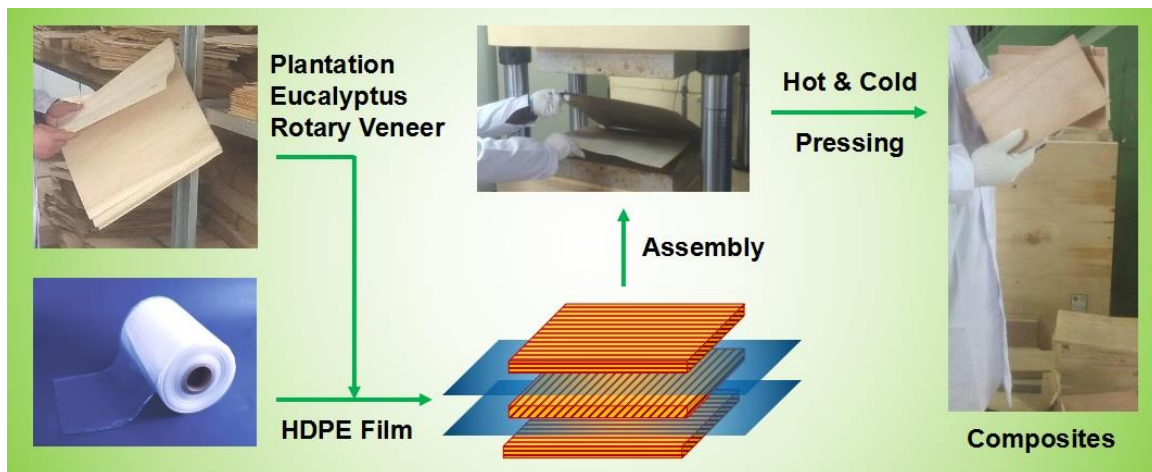 Plantation
Eucalyptus
Rotary Veneer
Hot & Cold
Pressing
Assembly
HDPE Film
Composites